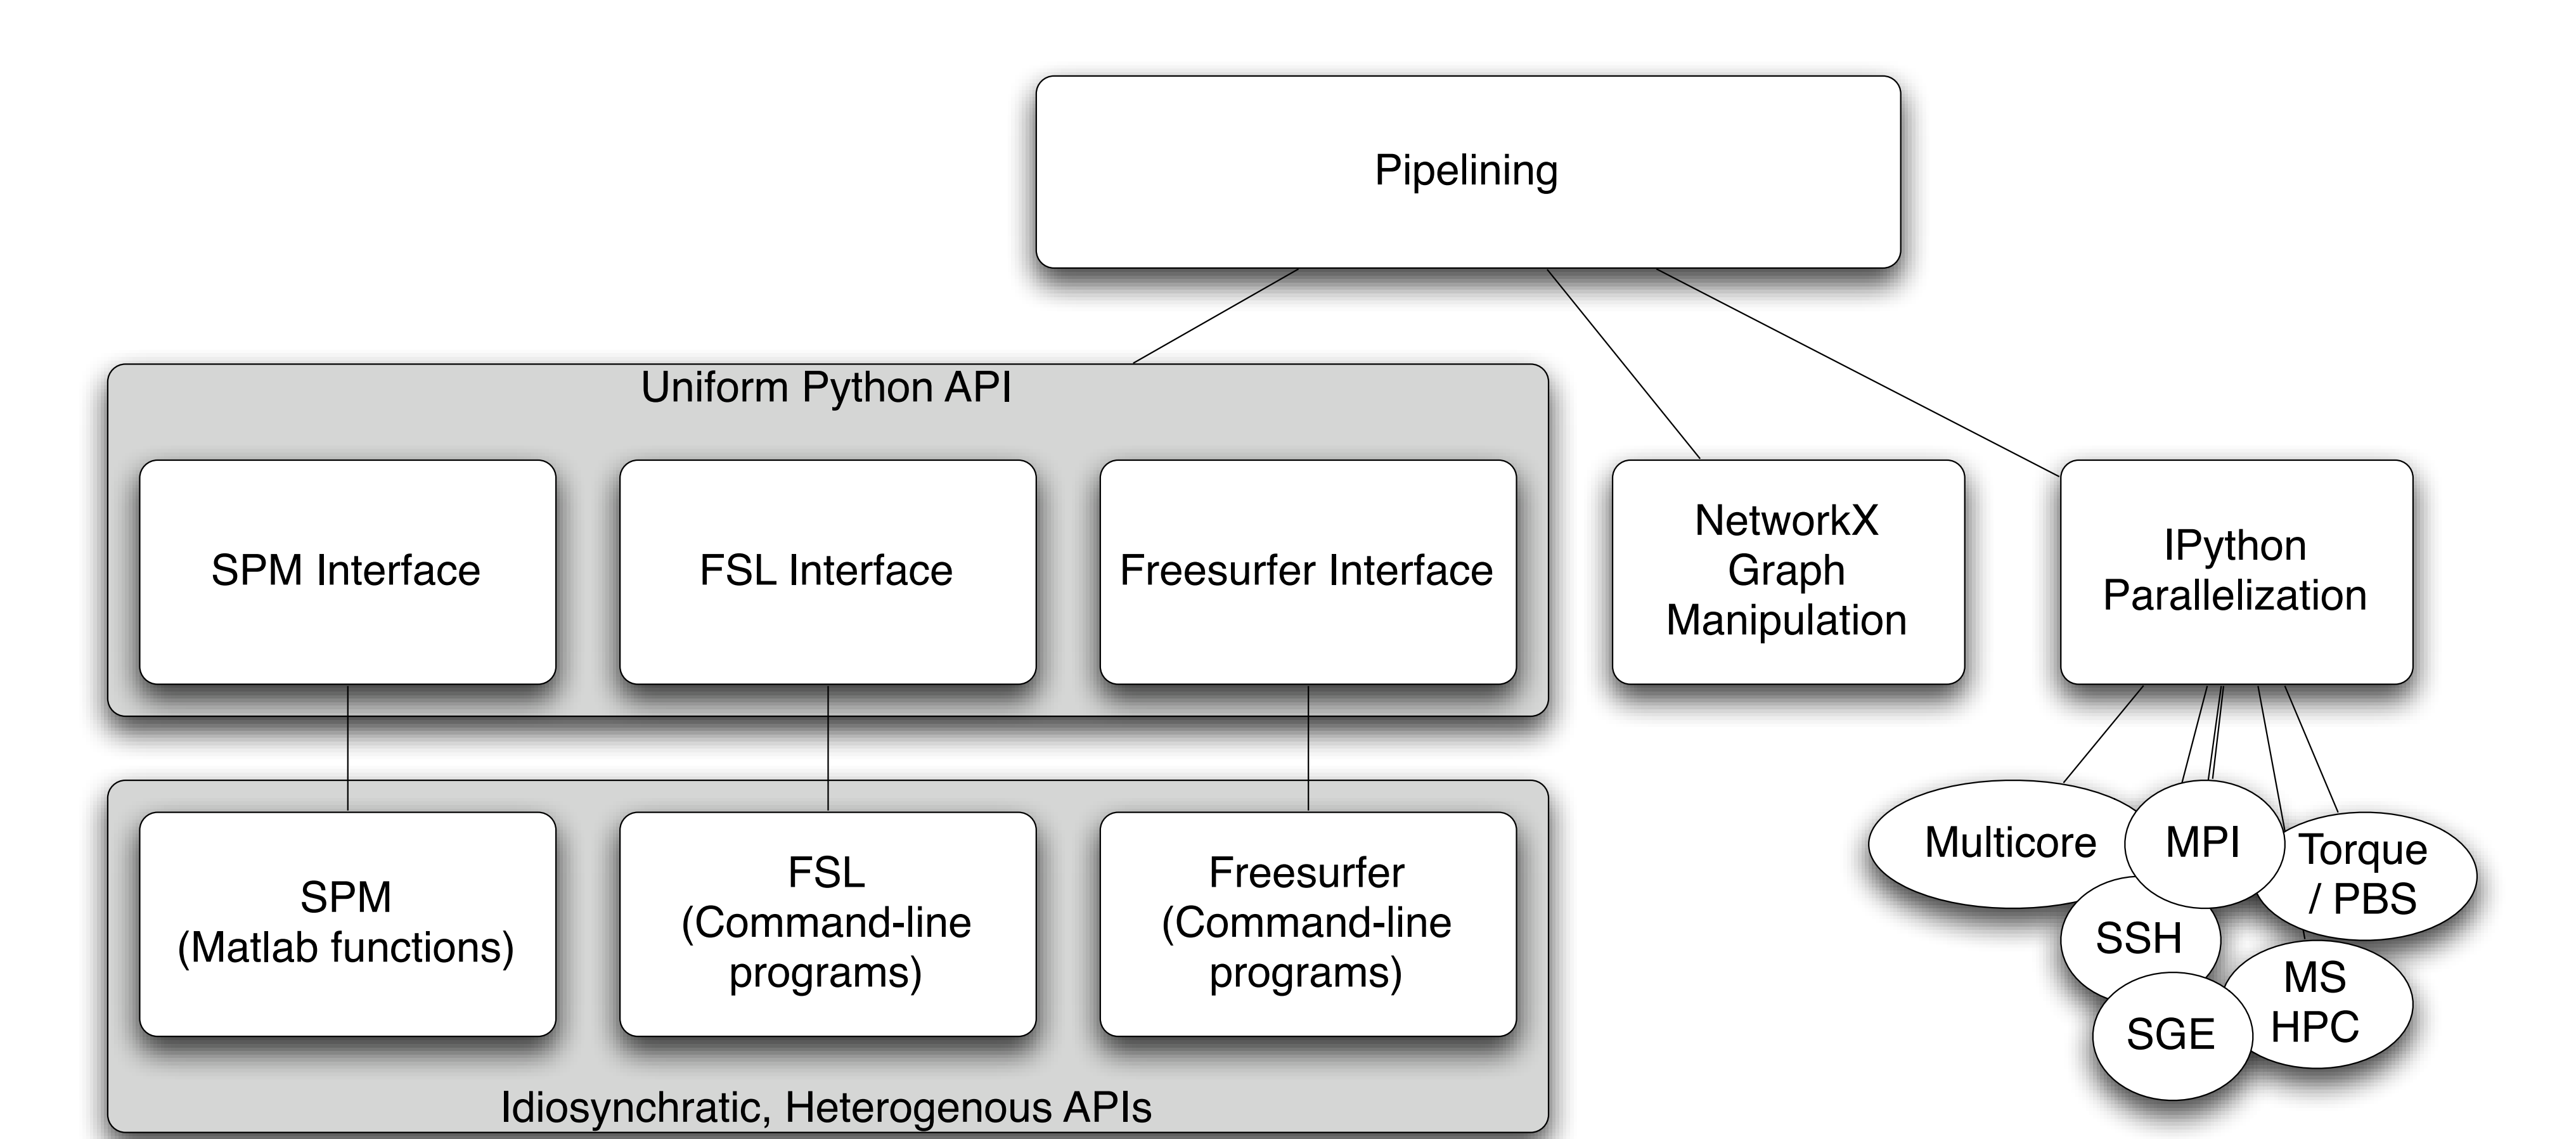 Pipelining
Uniform Python API
SPM Interface
FSL Interface
Freesurfer Interface
NetworkX
Graph
Manipulation
IPython
Parallelization
SPM
(Matlab functions)
FSL
(Command-line
programs)
Freesurfer
(Command-line
programs)
Idiosynchratic, Heterogenous APIs
Multicore
MPI
Torque
/ PBS
SSH
MS
HPC
SGE